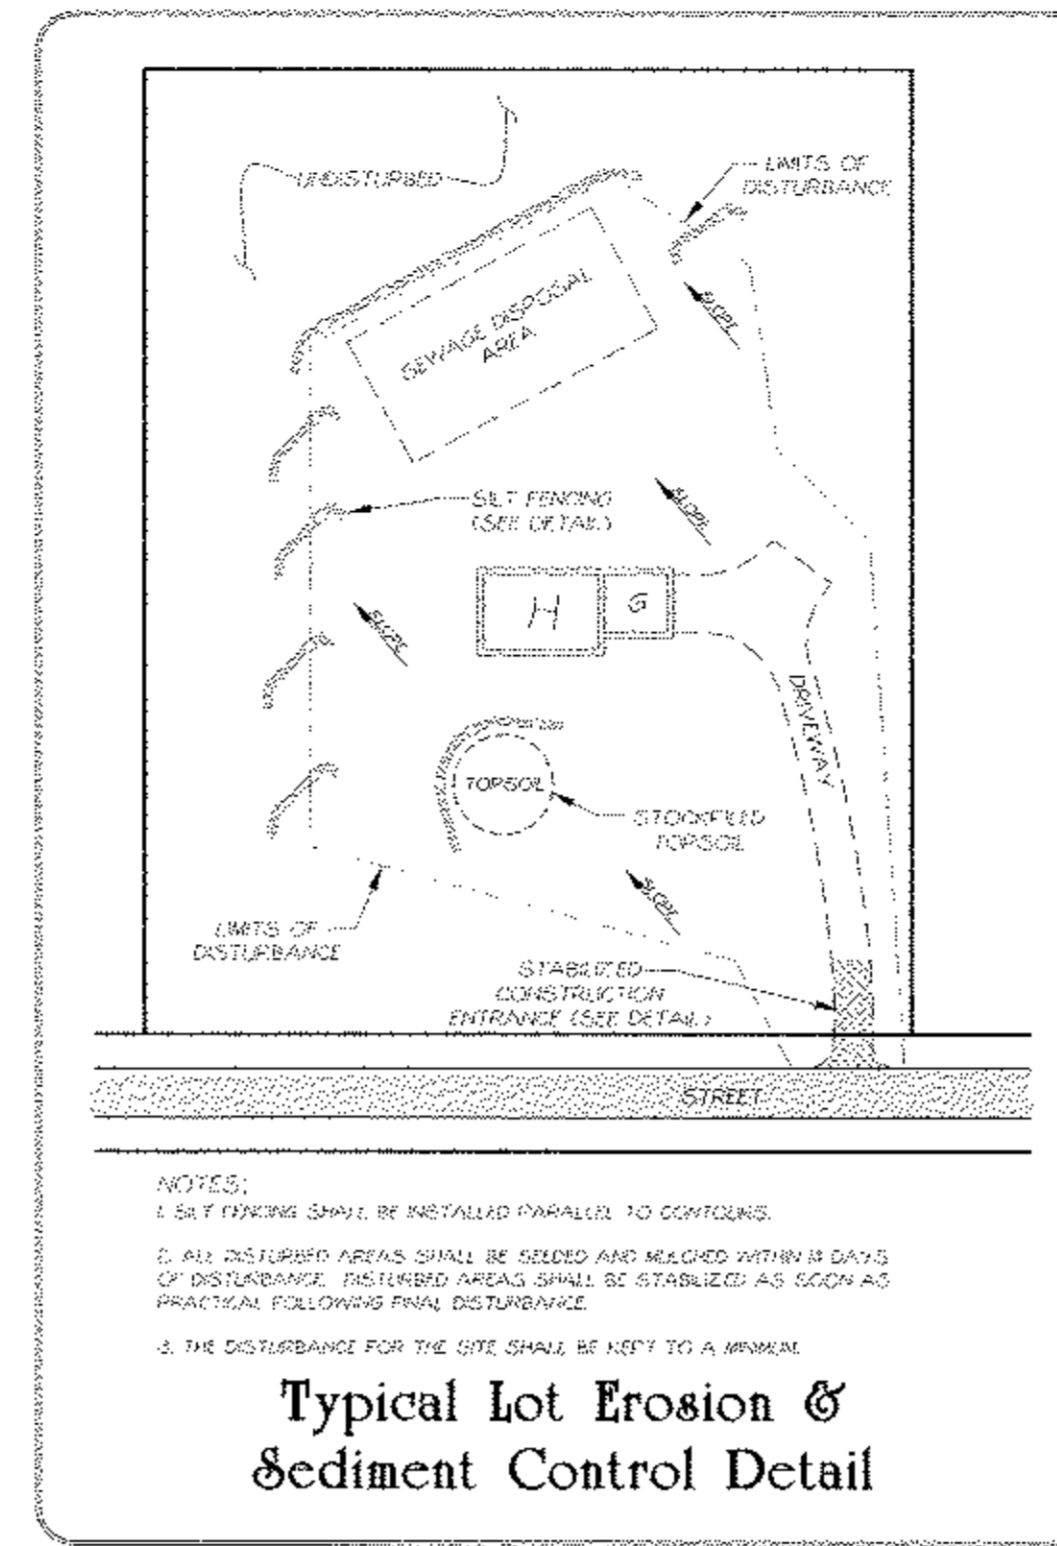 UNDISTURBED
LIMITS OF
DISTURBANCE
SLOPE
SEWAGE DISPOSAL
AREA
SILT FENCING
(SEE DETAIL)
SLOPE
H
G
SLOPE
DRIVEWAY
TOPSOIL
STOCKPILED
TOPSOIL
SLOPE
LIMITS OF
DISTURBANCE
STABILIZED
CONSTRUCTION
ENTRANCE (SEE DETAIL)
STREET
NOTES:
1. SILT FENCING SHALL BE INSTALLED PARALLEL TO CONTOURS.
2. ALL DISTURBED AREAS SHALL BE SEEDED AND MULCHED WITHIN DAYS
OF DISTURBANCE. DISTURBED AREAS SHALL BE STABILIZED AS SOON AS
PRACTICAL FOLLOWING FINAL DISTURBANCE.
3. THE DISTURBANCE FOR THE SITE SHALL BE KEPT TO A MINIMUM.
Typical Lot Erosion &
Sediment Control Detail